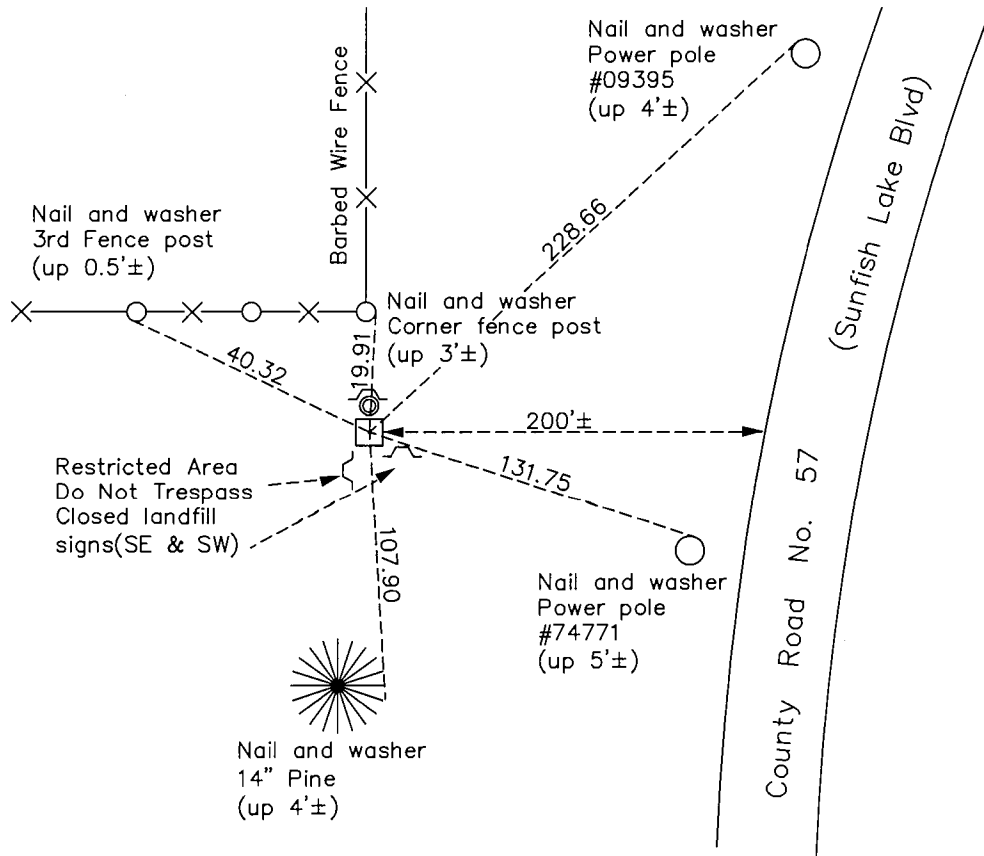 Nail and washer
Power pole
#09395
(up 4'±)
Barbed Wire Fence
(Sunfish Lake Blvd)
Nail and washer
3rd Fence post
(up 0.5'±)
228.66
Nail and washer
Corner fence post
(up 3'±)
40.32
19.91
200'±
131.75
Restricted Area
Do Not Trespass
Closed landfill
signs(SE & SW)
107.90
County Road No. 57
Nail and washer
Power pole
#74771
(up 5'±)
Nail and washer
14" Pine
(up 4'±)